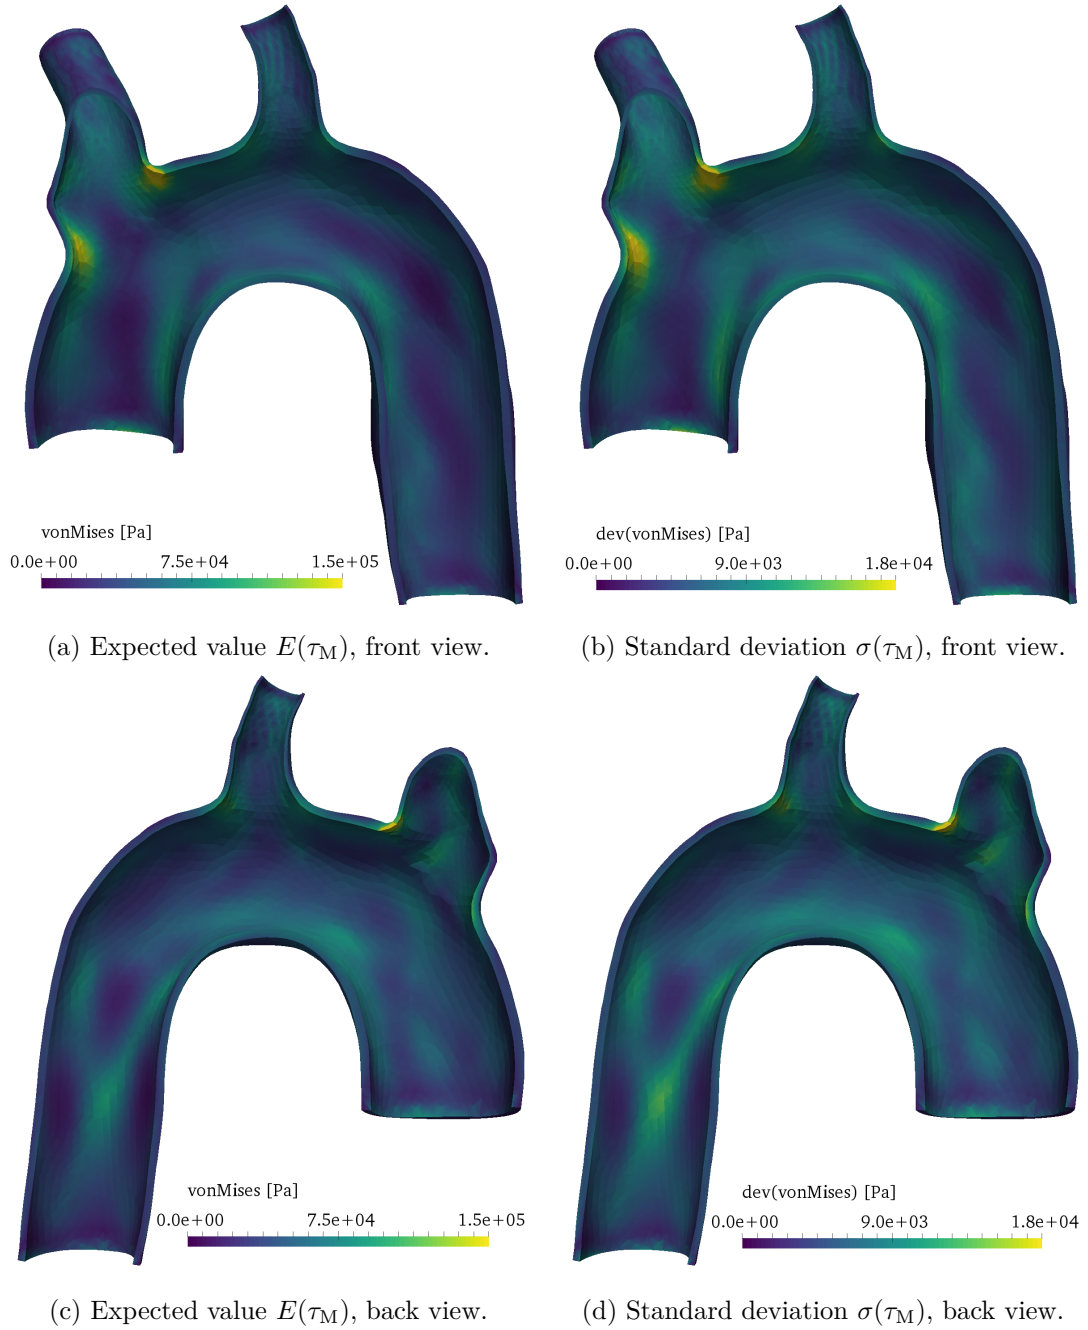 vonMises [Pa]
0.0e+00 7.5e+04 1.5e+05
dev(vonMises) [Pa]
0.0e+00 9.0e+03 1.8e+04
(a) Expected value E(τM), front view.
(b) Standard deviation σ(τM), front view.
vonMises [Pa]
0.0e+00 7.5e+04 1.5e+05
dev(vonMises) [Pa]
0.0e+00 9.0e+03 1.8e+04
(c) Expected value E(τM), back view.
(d) Standard deviation σ(τM), back view.